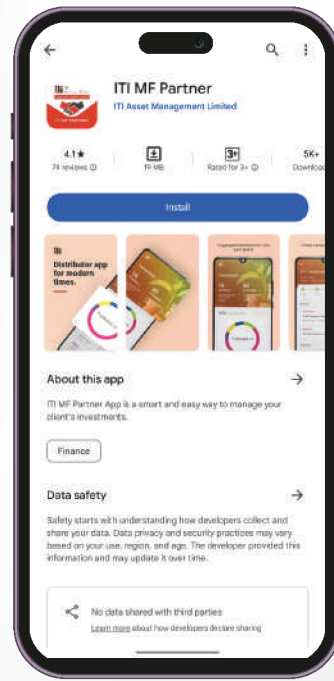 ITI MF Partner
ITI Asset Management Limited
4.1★
74 reviews
19 MB
3+
Rated for 3+
5K+
Download
Install
Distributor app
for modern
times.
About this app
ITI MF Partner App is a smart and easy way to manage your
client's investments.
Finance
Data safety
Safety starts with understanding how developers collect and
share your data. Data privacy and security practices may vary
based on your use, region, and age. The developer provided this
information and may update it over time.
No data shared with third parties
Learn more about how developers declare sharing